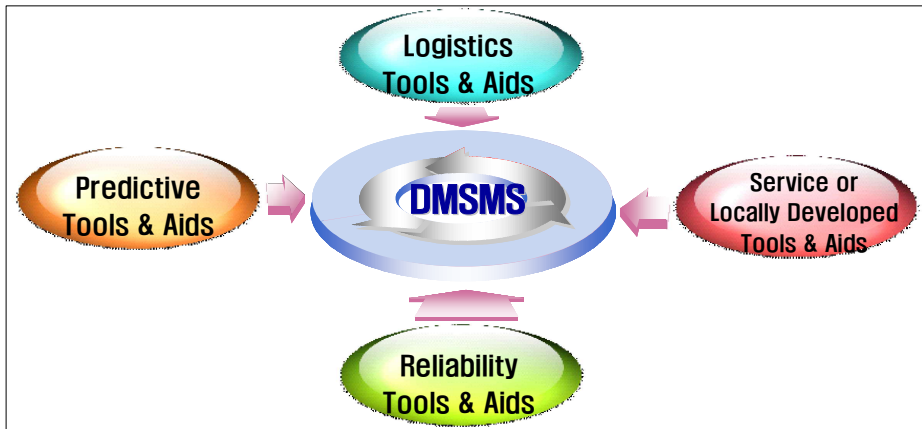 Logistics
Tools & Aids
Predictive
Tools & Aids
DMSMS
Service or
Locally Developed
Tools & Aids
Reliability
Tools & Aids